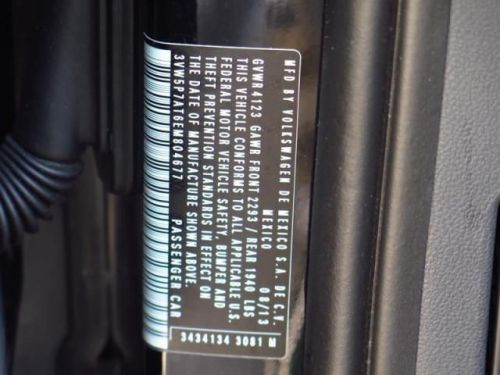 MFD BY VOLKSWAGEN DE MEXICO S.A. DE C.V.
MEXICO 08/13
GVWR 4123 GAWR FRONT 2293 / REAR 1940 LBS
THIS VEHICLE CONFORMS TO ALL APPLICABLE U.S.
FEDERAL MOTOR VEHICLE SAFETY, BUMPER AND
THEFT PREVENTION STANDARDS IN EFFECT ON
THE DATE OF MANUFACTURE SHOWN ABOVE.
3VW5P7AT6EM804677 PASSENGER CAR
3434134 3081 M